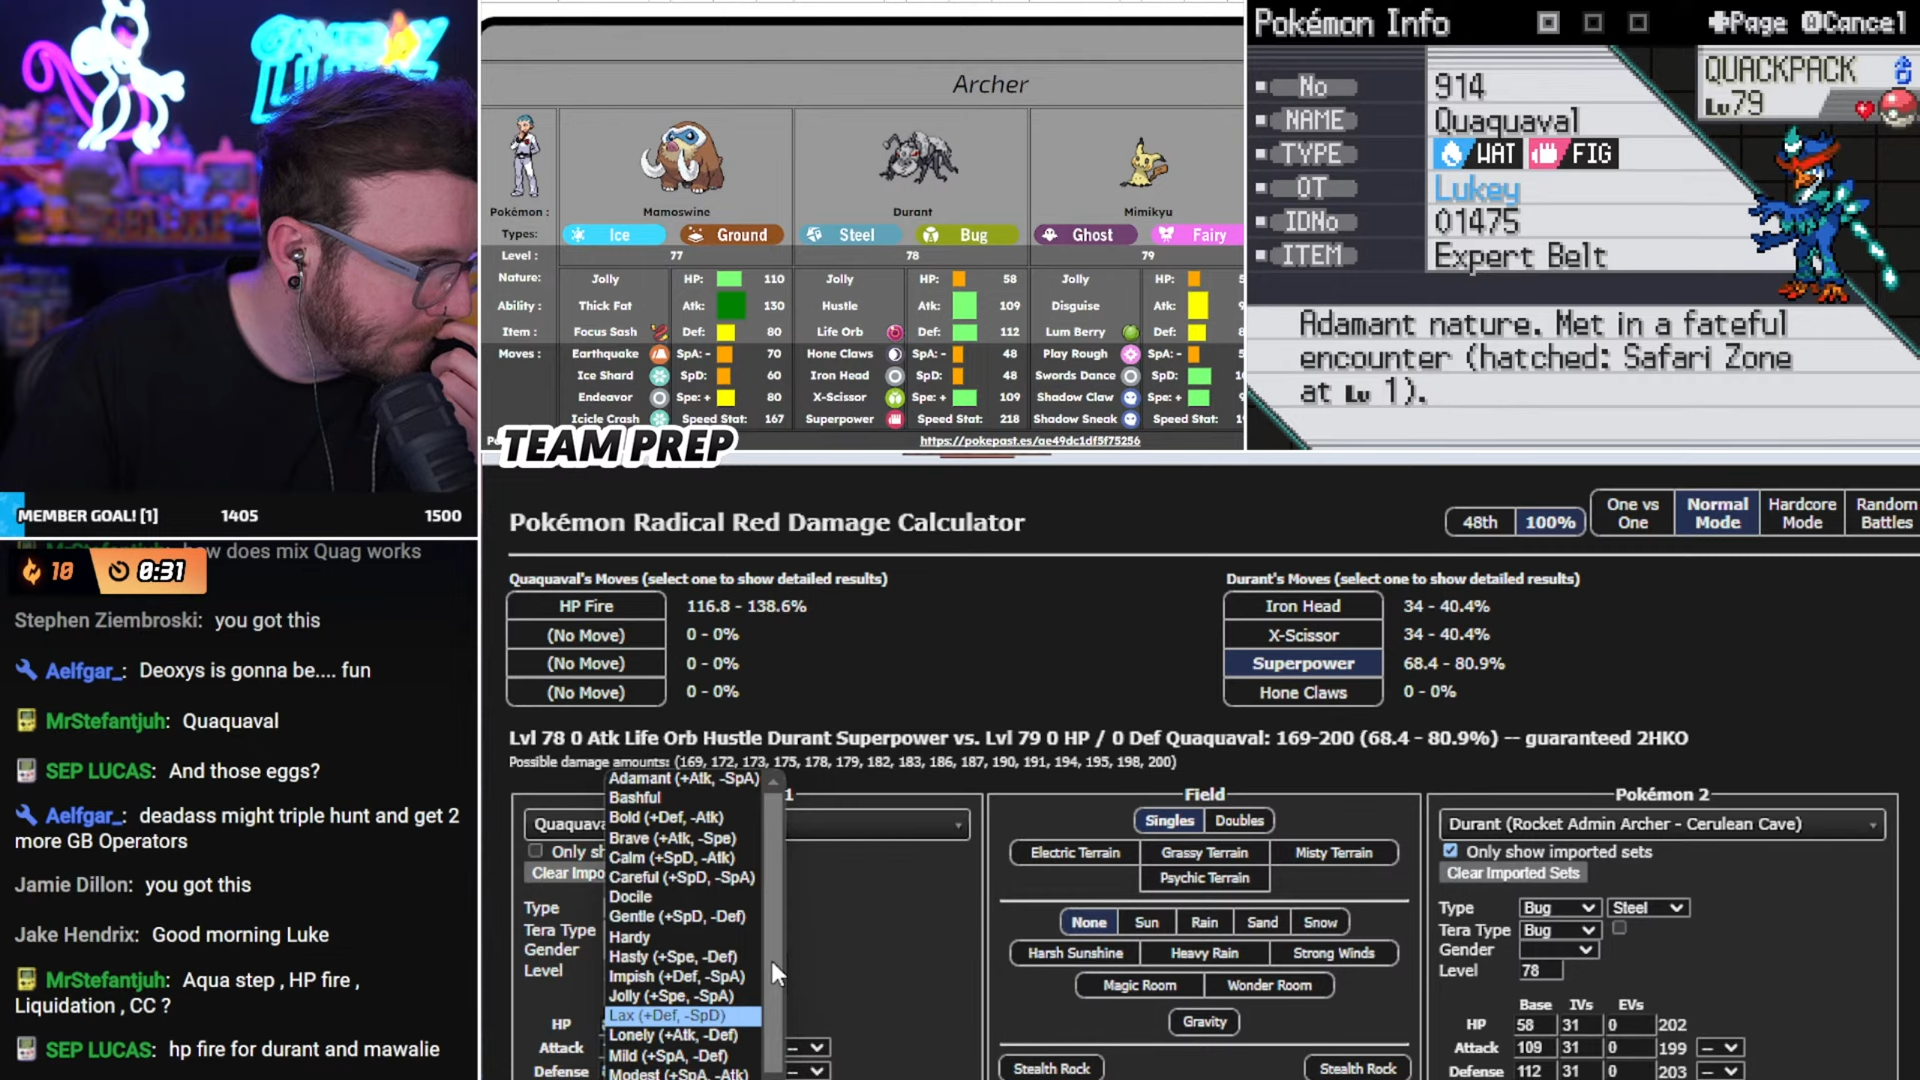 MEMBER GOAL! [1] 1405 1500
how does mix Quag works
10 0:31
Stephen Ziembroski: you got this
Aelfgar_: Deoxys is gonna be.... fun
MrStefantjuh: Quaquaval
SEP LUCAS: And those eggs?
Aelfgar_: deadass might triple hunt and get 2
more GB Operators
Jamie Dillon: you got this
Jake Hendrix: Good morning Luke
MrStefantjuh: Aqua step , HP fire ,
Liquidation , CC ?
SEP LUCAS: hp fire for durant and mawalie
Archer
Pokémon : Mamoswine Durant Mimikyu
Types: Ice Ground Steel Bug Ghost Fairy
Level : 77 78 79
Nature: Jolly HP: 110 Jolly HP: 58 Jolly HP:
Ability : Thick Fat Atk: 130 Hustle Atk: 109 Disguise Atk:
Item : Focus Sash Def: 80 Life Orb Def: 112 Lum Berry Def:
Moves : Earthquake SpA: - 70 Hone Claws SpA: - 48 Play Rough SpA: -
Ice Shard SpD: 60 Iron Head SpD: 48 Swords Dance SpD:
Endeavor Spe: + 80 X-Scissor Spe: + 109 Shadow Claw Spe: +
Icicle Crash Speed Stat: 167 Superpower Speed Stat: 218 Shadow Sneak Speed Stat:
https://pokepast.es/ae49dc1df5f75256
TEAM PREP
Pokémon Info Page Cancel
No 914
NAME Quaquaval
TYPE WAT FIG
OT Lukey
IDNo 01475
ITEM Expert Belt
QUACKPACK
Lv79
Adamant nature. Met in a fateful
encounter (hatched: Safari Zone
at Lv 1).
Pokémon Radical Red Damage Calculator
48th 100% One vs One Normal Mode Hardcore Mode Random Battles
Quaquaval's Moves (select one to show detailed results)
HP Fire 116.8 - 138.6%
(No Move) 0 - 0%
(No Move) 0 - 0%
(No Move) 0 - 0%
Durant's Moves (select one to show detailed results)
Iron Head 34 - 40.4%
X-Scissor 34 - 40.4%
Superpower 68.4 - 80.9%
Hone Claws 0 - 0%
Lvl 78 0 Atk Life Orb Hustle Durant Superpower vs. Lvl 79 0 HP / 0 Def Quaquaval: 169-200 (68.4 - 80.9%) -- guaranteed 2HKO
Possible damage amounts: (169, 172, 173, 175, 178, 179, 182, 183, 186, 187, 190, 191, 194, 195, 198, 200)
1
Quaquava
Only sh
Clear Impo
Type
Tera Type
Gender
Level
HP
Attack --
Defense --
Adamant (+Atk, -SpA)
Bashful
Bold (+Def, -Atk)
Brave (+Atk, -Spe)
Calm (+SpD, -Atk)
Careful (+SpD, -SpA)
Docile
Gentle (+SpD, -Def)
Hardy
Hasty (+Spe, -Def)
Impish (+Def, -SpA)
Jolly (+Spe, -SpA)
Lax (+Def, -SpD)
Lonely (+Atk, -Def)
Mild (+SpA, -Def)
Modest (+SpA, -Atk)
Field
Singles Doubles
Electric Terrain Grassy Terrain Misty Terrain
Psychic Terrain
None Sun Rain Sand Snow
Harsh Sunshine Heavy Rain Strong Winds
Magic Room Wonder Room
Gravity
Stealth Rock Stealth Rock
Pokémon 2
Durant (Rocket Admin Archer - Cerulean Cave)
Only show imported sets
Clear Imported Sets
Type Bug Steel
Tera Type Bug
Gender
Level 78
Base IVs EVs
HP 58 31 0 202
Attack 109 31 0 199 --
Defense 112 31 0 203 --